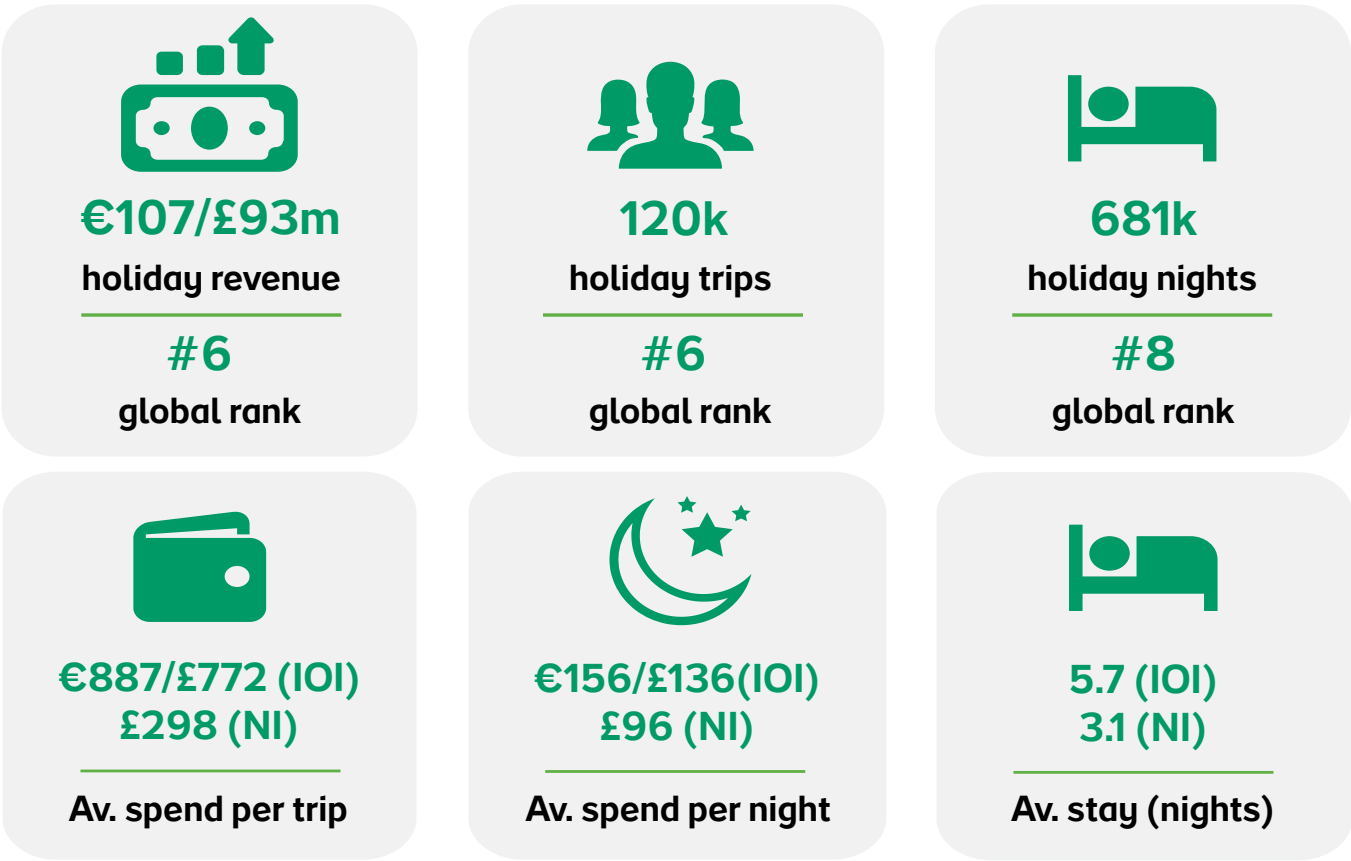 €107/£93m
holiday revenue
#6
global rank
120k
holiday trips
#6
global rank
681k
holiday nights
#8
global rank
€887/£772 (IOI)
£298 (NI)
Av. spend per trip
€156/£136(IOI)
£96 (NI)
Av. spend per night
5.7 (IOI)
3.1 (NI)
Av. stay (nights)